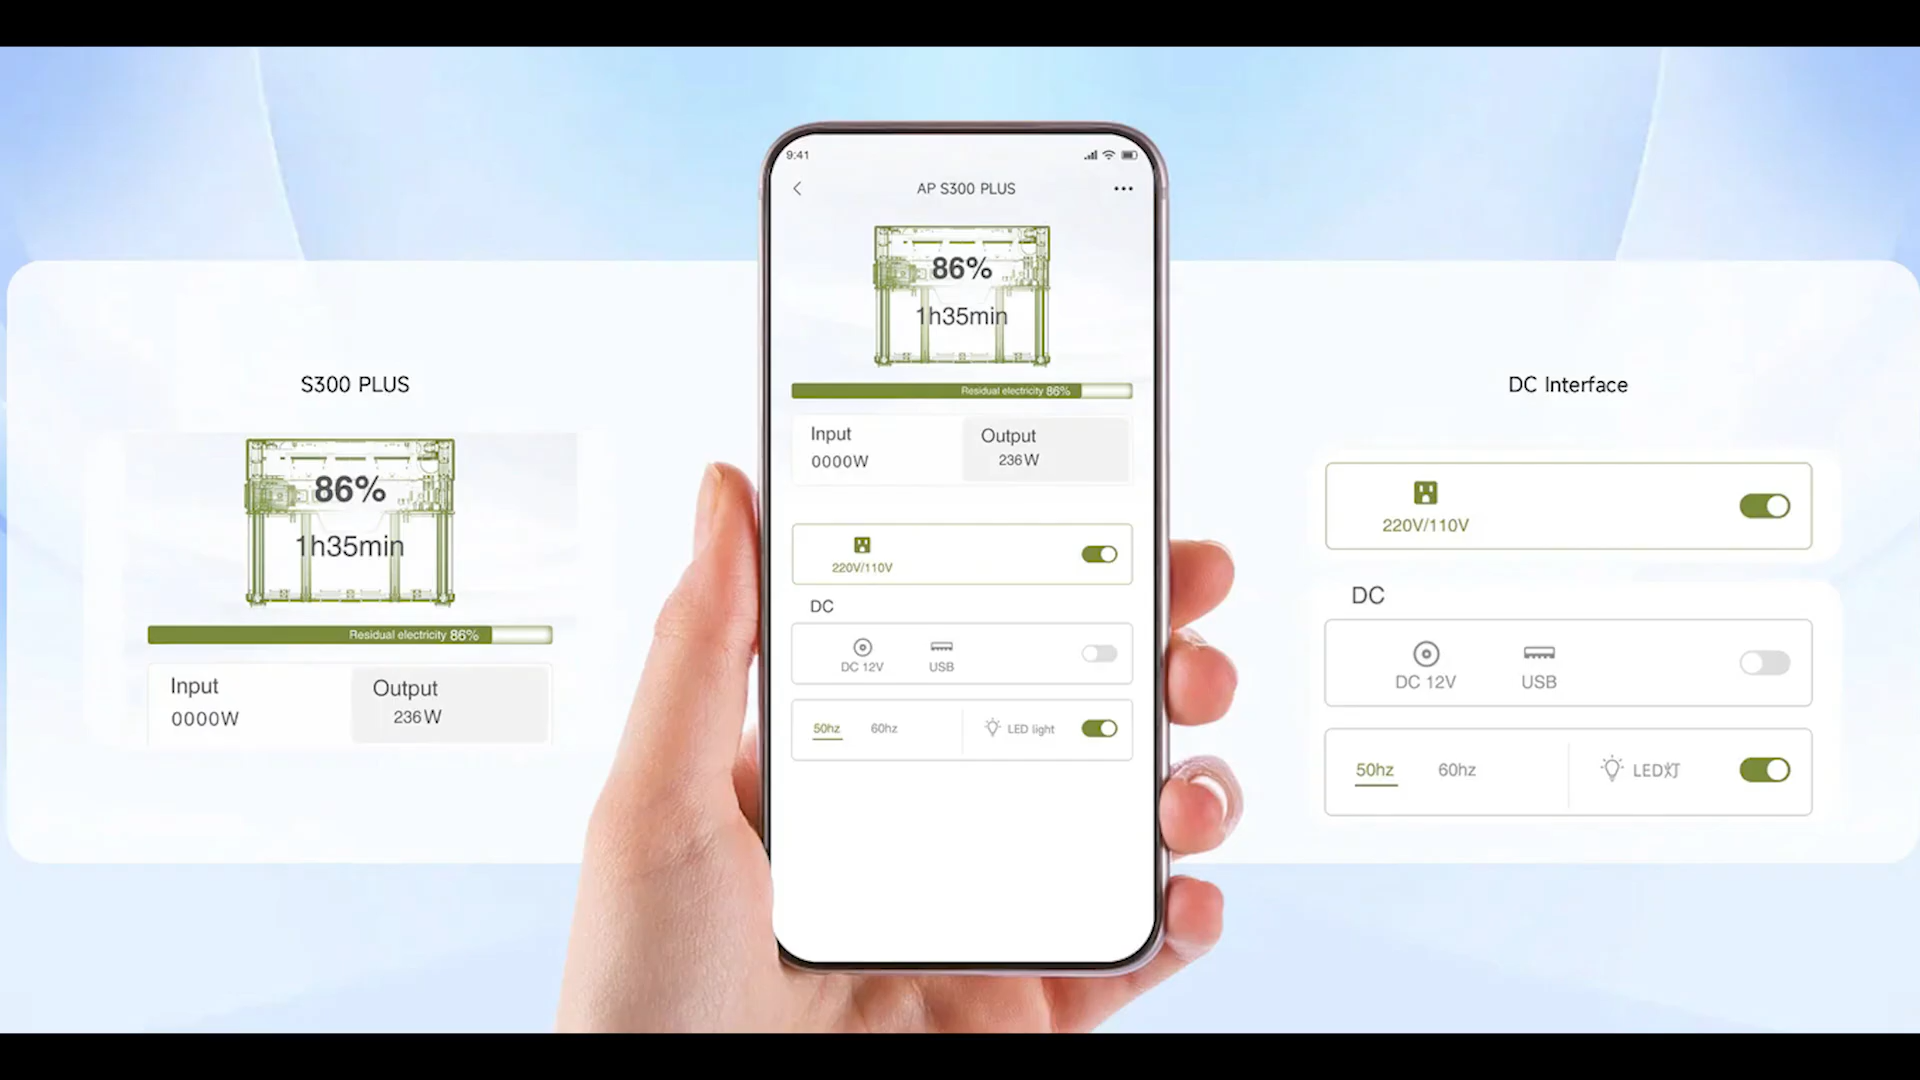 S300 PLUS
86%
1h35min
Residual electricity 86%
Input
0000W
Output
236W
9:41
AP S300 PLUS
86%
1h35min
Residual electricity 86%
Input
0000W
Output
236W
220V/110V
DC
DC 12V
USB
50hz
60hz
LED light
DC Interface
220V/110V
DC
DC 12V
USB
50hz
60hz
LED灯